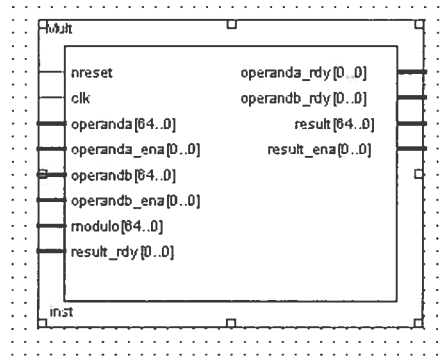 Mult
nreset operanda_rdy[0..0]
clk operandb_rdy[0..0]
operanda[64..0] result[64..0]
operanda_ena[0..0] result_ena[0..0]
operandb[64..0]
operandb_ena[0..0]
modulo[64..0]
result_rdy[0..0]
inst